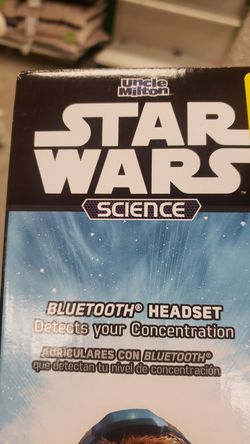 uncle
Milton
STAR
WARS
SCIENCE
BLUETOOTH® HEADSET
Detects your Concentration
AURICULARES CON BLUETOOTH®
que detectan tu nivel de concentración